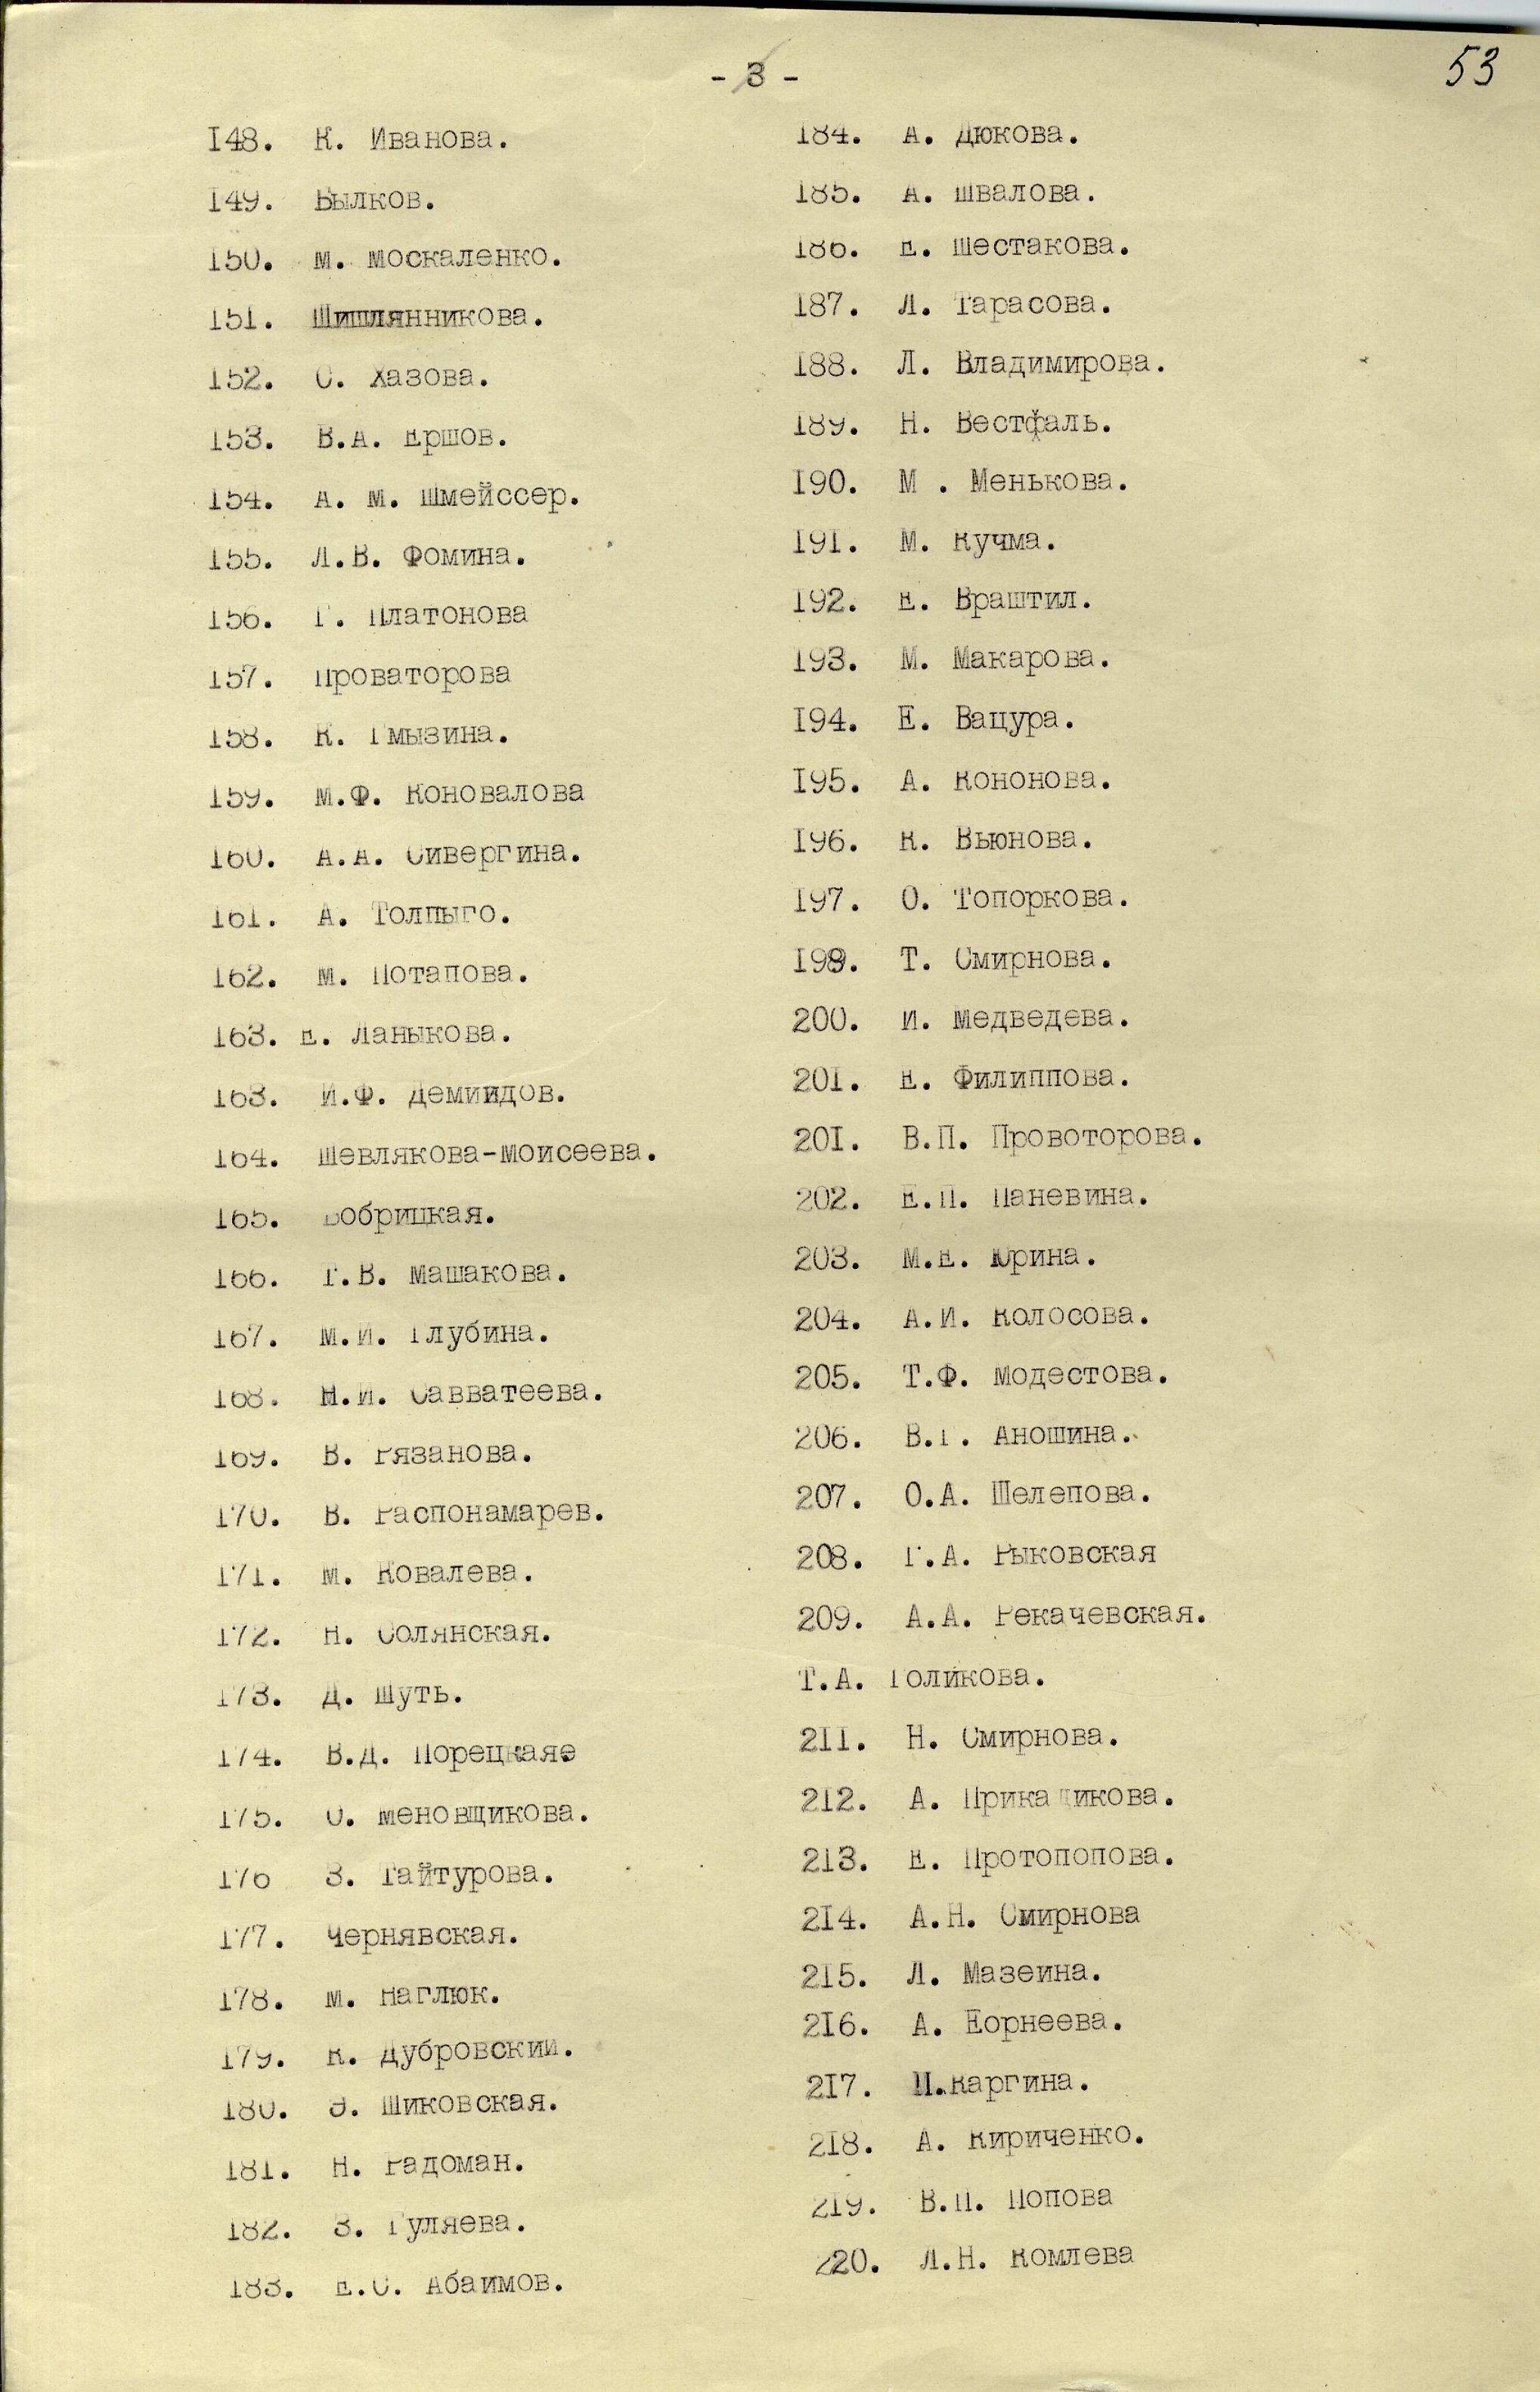 - 3 -
53
148. К. Иванова.
149. Былков.
150. М. Москаленко.
151. Шишлянникова.
152. С. Хазова.
153. В.А. Ершов.
154. А. М. Шмейссер.
155. Л.В. Фомина.
156. Г. Платонова
157. Проваторова
158. К. Гмызина.
159. М.Ф. Коновалова
160. А.А. Сивергина.
161. А. Толпыго.
162. М. Потапова.
163. Е. Ланыкова.
163. И.Ф. Демиидов.
164. Шевлякова-Моисеева.
165. Бобрицкая.
166. Т.В. Машакова.
167. М.И. Глубина.
168. Н.И. Савватеева.
169. В. Рязанова.
170. В. Распонамарев.
171. М. Ковалева.
172. Н. Солянская.
173. Д. Шуть.
174. В.Д. Порецкая
175. О. Меновщикова.
176 З. Тайтурова.
177. Чернявская.
178. М. Наглюк.
179. К. Дубровский.
180. Э. Шиковская.
181. Н. Радоман.
182. З. Гуляева.
183. Е.С. Абаимов.
184. А. Дюкова.
185. А. Швалова.
186. Е. Шестакова.
187. Л. Тарасова.
188. Л. Владимирова.
189. Н. Вестфаль.
190. М . Менькова.
191. М. Кучма.
192. Е. Враштил.
193. М. Макарова.
194. Е. Вацура.
195. А. Кононова.
196. К. Вьюнова.
197. О. Топоркова.
199. Т. Смирнова.
200. И. Медведева.
201. Е. Филиппова.
201. В.П. Провоторова.
202. Е.П. Паневина.
203. М.Е. Юрина.
204. А.И. Колосова.
205. Т.Ф. Модестова.
206. В.Г. Аношина.
207. О.А. Шелепова.
208. Г.А. Рыковская
209. А.А. Рекачевская.
Т.А. Голикова.
211. Н. Смирнова.
212. А.
213. Е. Протопопова.
214. А.Н. Смирнова
215. Л. Мазеина.
216. А. Еорнеева.
217. П.Каргина.
218. А. Кириченко.
219. В.П. Попова
220. Л.Н. Комлева